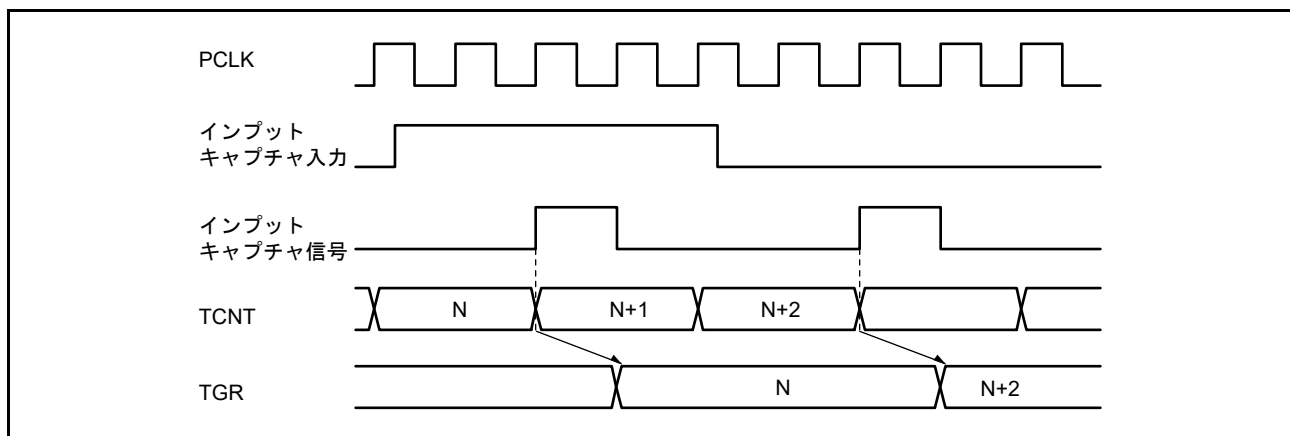 PCLK
インプット
キャプチャ入力
インプット
キャプチャ信号
TCNT
N
N+1
N+2
TGR
N
N+2